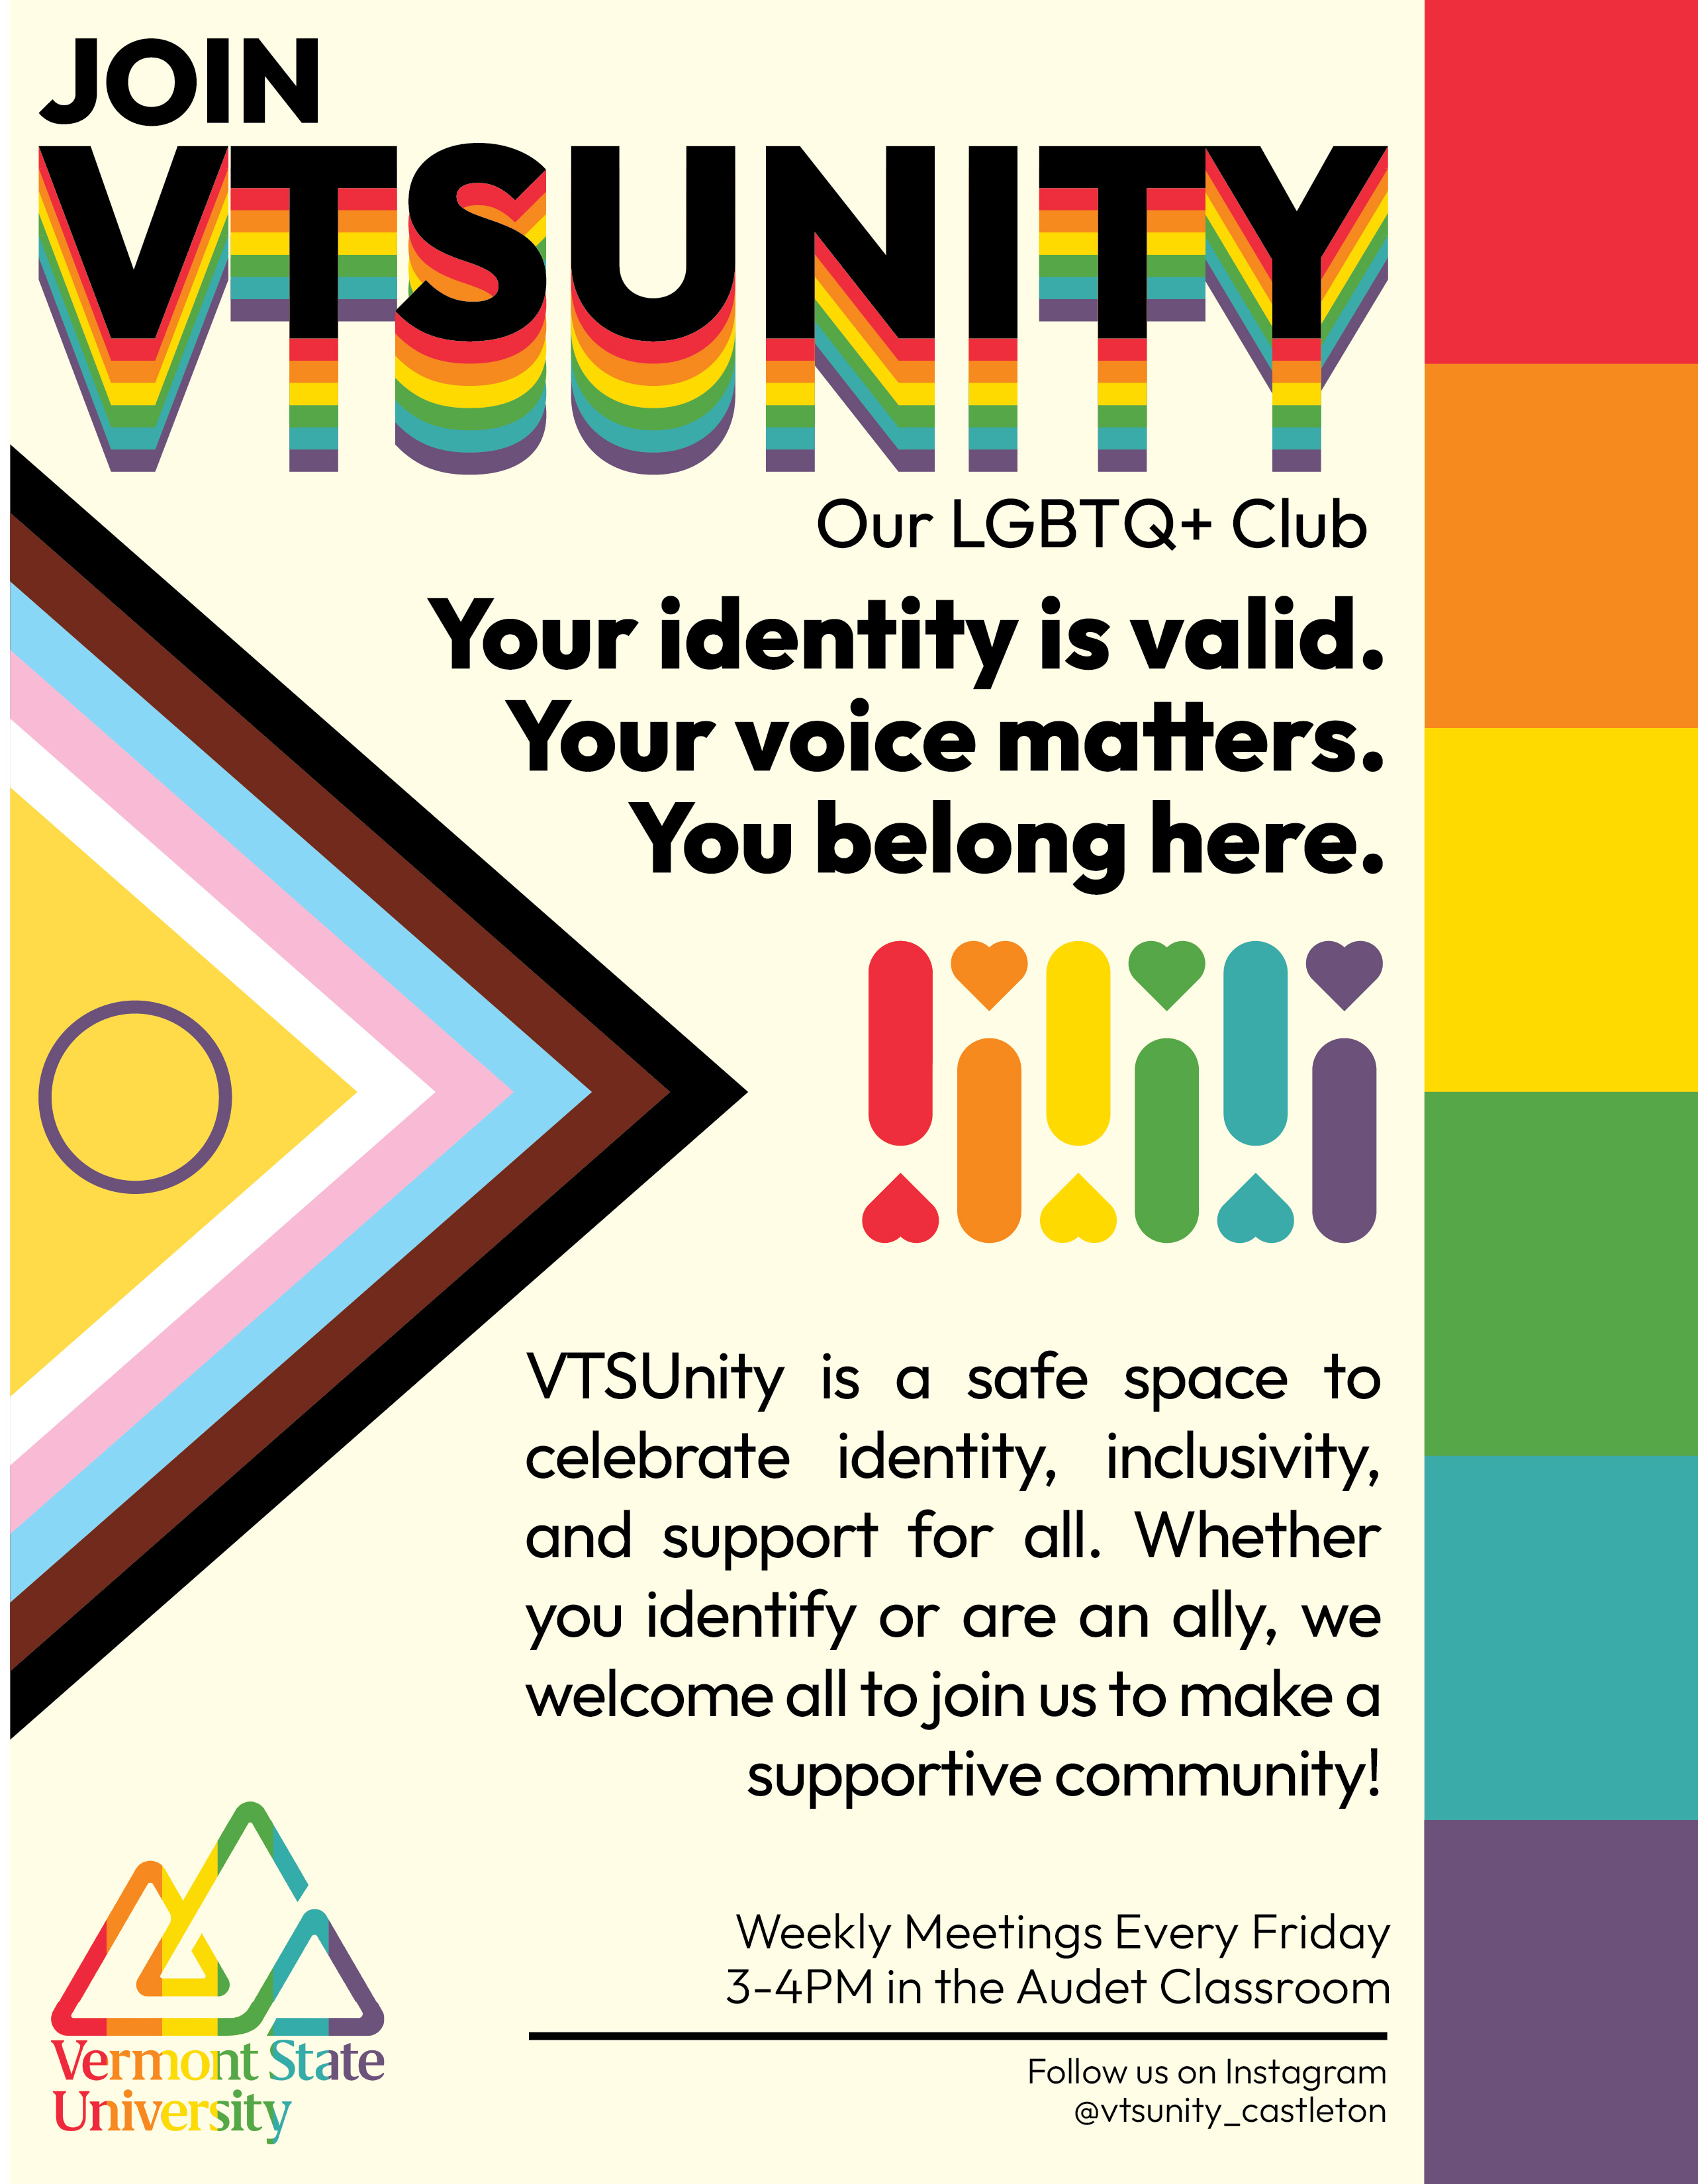 JOIN
VTSUNITY
Our LGBTQ+ Club
Your identity is valid.
Your voice matters.
You belong here.
VTSUnity is a safe space to
celebrate identity, inclusivity,
and support for all. Whether
you identify or are an ally, we
welcome all to join us to make a
supportive community!
Weekly Meetings Every Friday
3-4PM in the Audet Classroom
Follow us on Instagram
@vtsunity_castleton
Vermont State
University